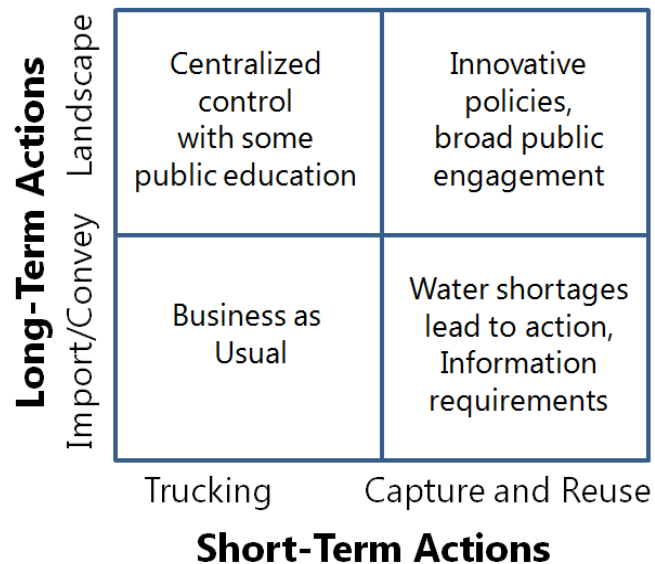 Long-Term Actions
Landscape
Import/Convey
Centralized
control
with some
public education
Innovative
policies,
broad public
engagement
Business as
Usual
Water shortages
lead to action,
Information
requirements
Trucking
Capture and Reuse
Short-Term Actions